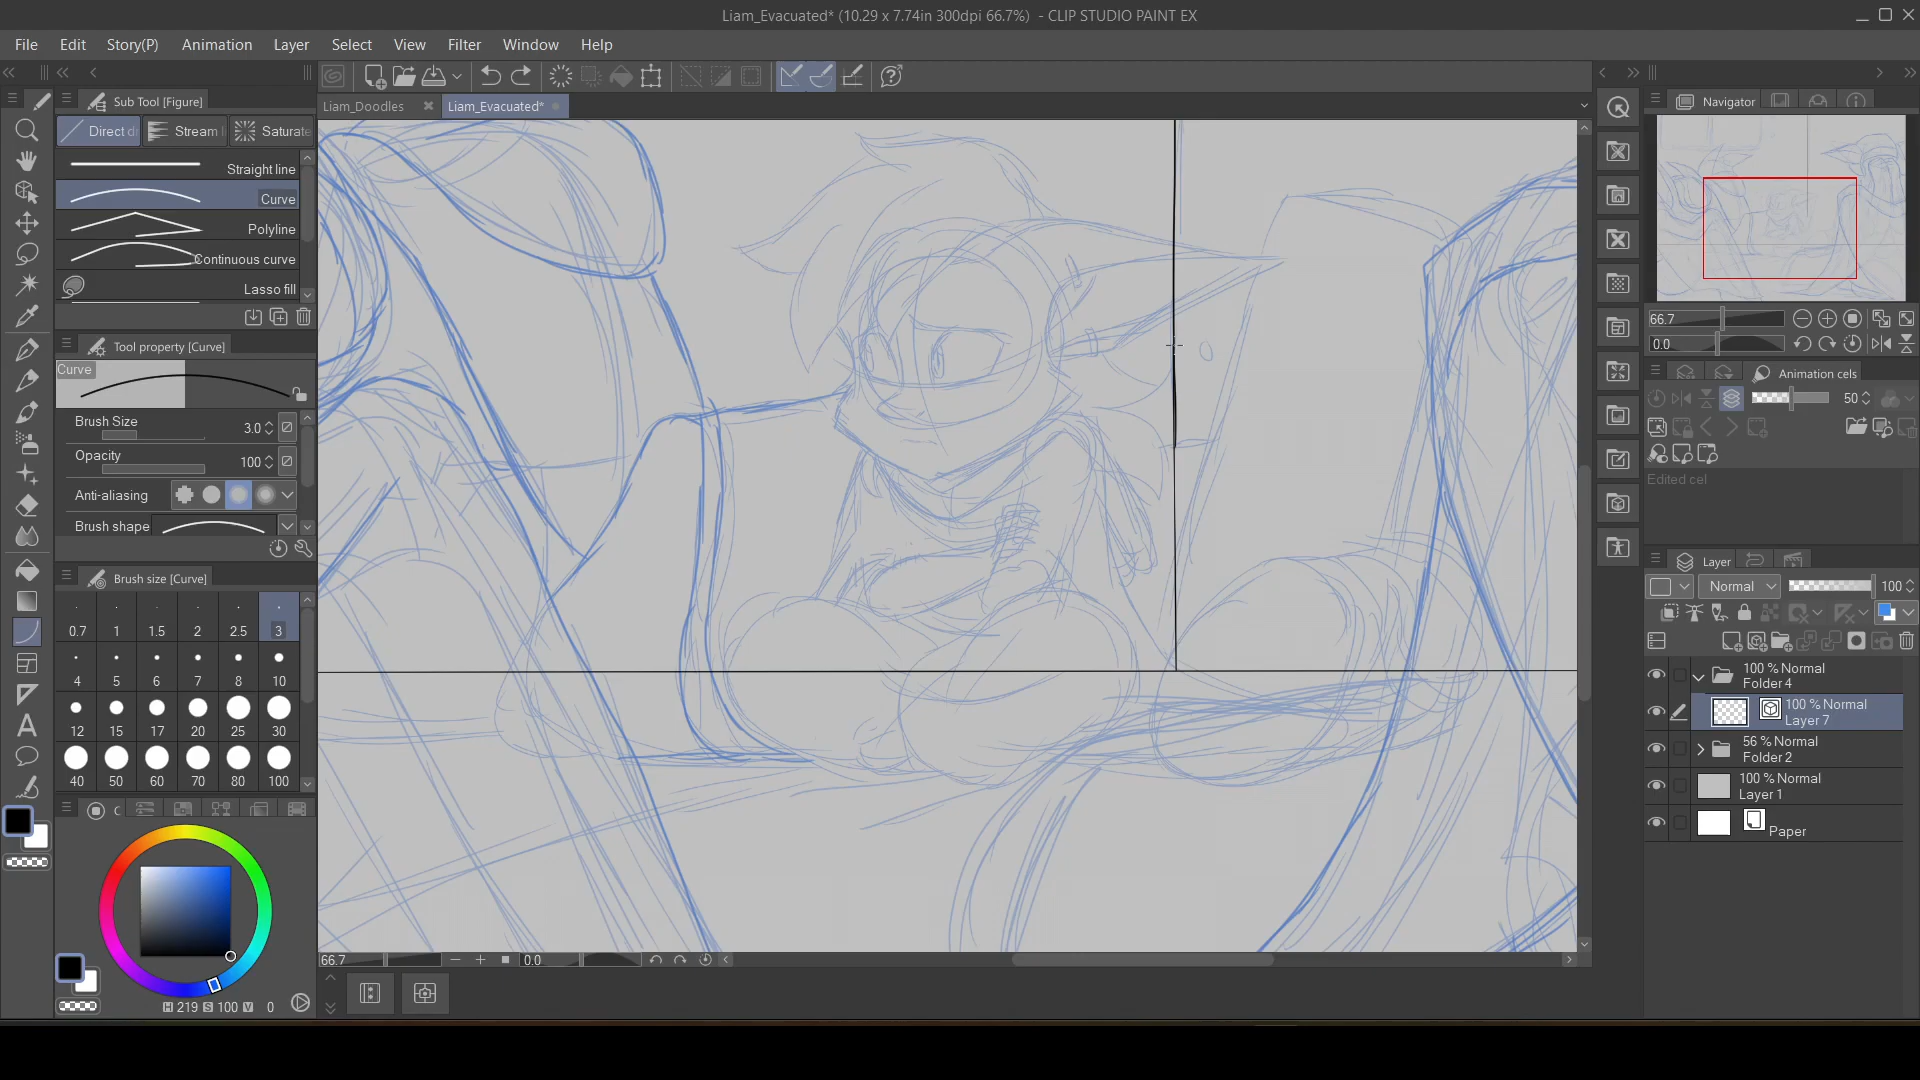 Liam_Evacuated* (10.29 x 7.74in 300dpi 66.7%) - CLIP STUDIO PAINT EX
File Edit Story(P) Animation Layer Select View Filter Window Help
Sub Tool [Figure]
Direct dr Stream l Saturate
Straight line
Curve
Polyline
Continuous curve
Lasso fill
Tool property [Curve]
Curve
Brush Size 3.0
Opacity 100
Anti-aliasing
Brush shape
Brush size [Curve]
0.7 1 1.5 2 2.5 3
4 5 6 7 8 10
12 15 17 20 25 30
40 50 60 70 80 100
C
H 219 S 100 V 0
Liam_Doodles Liam_Evacuated*
66.7 0.0
Navigator
66.7
0.0
Animation cels
50
Edited cel
Layer
Normal 100
100 % Normal
Folder 4
100 % Normal
Layer 7
56 % Normal
Folder 2
100 % Normal
Layer 1
Paper